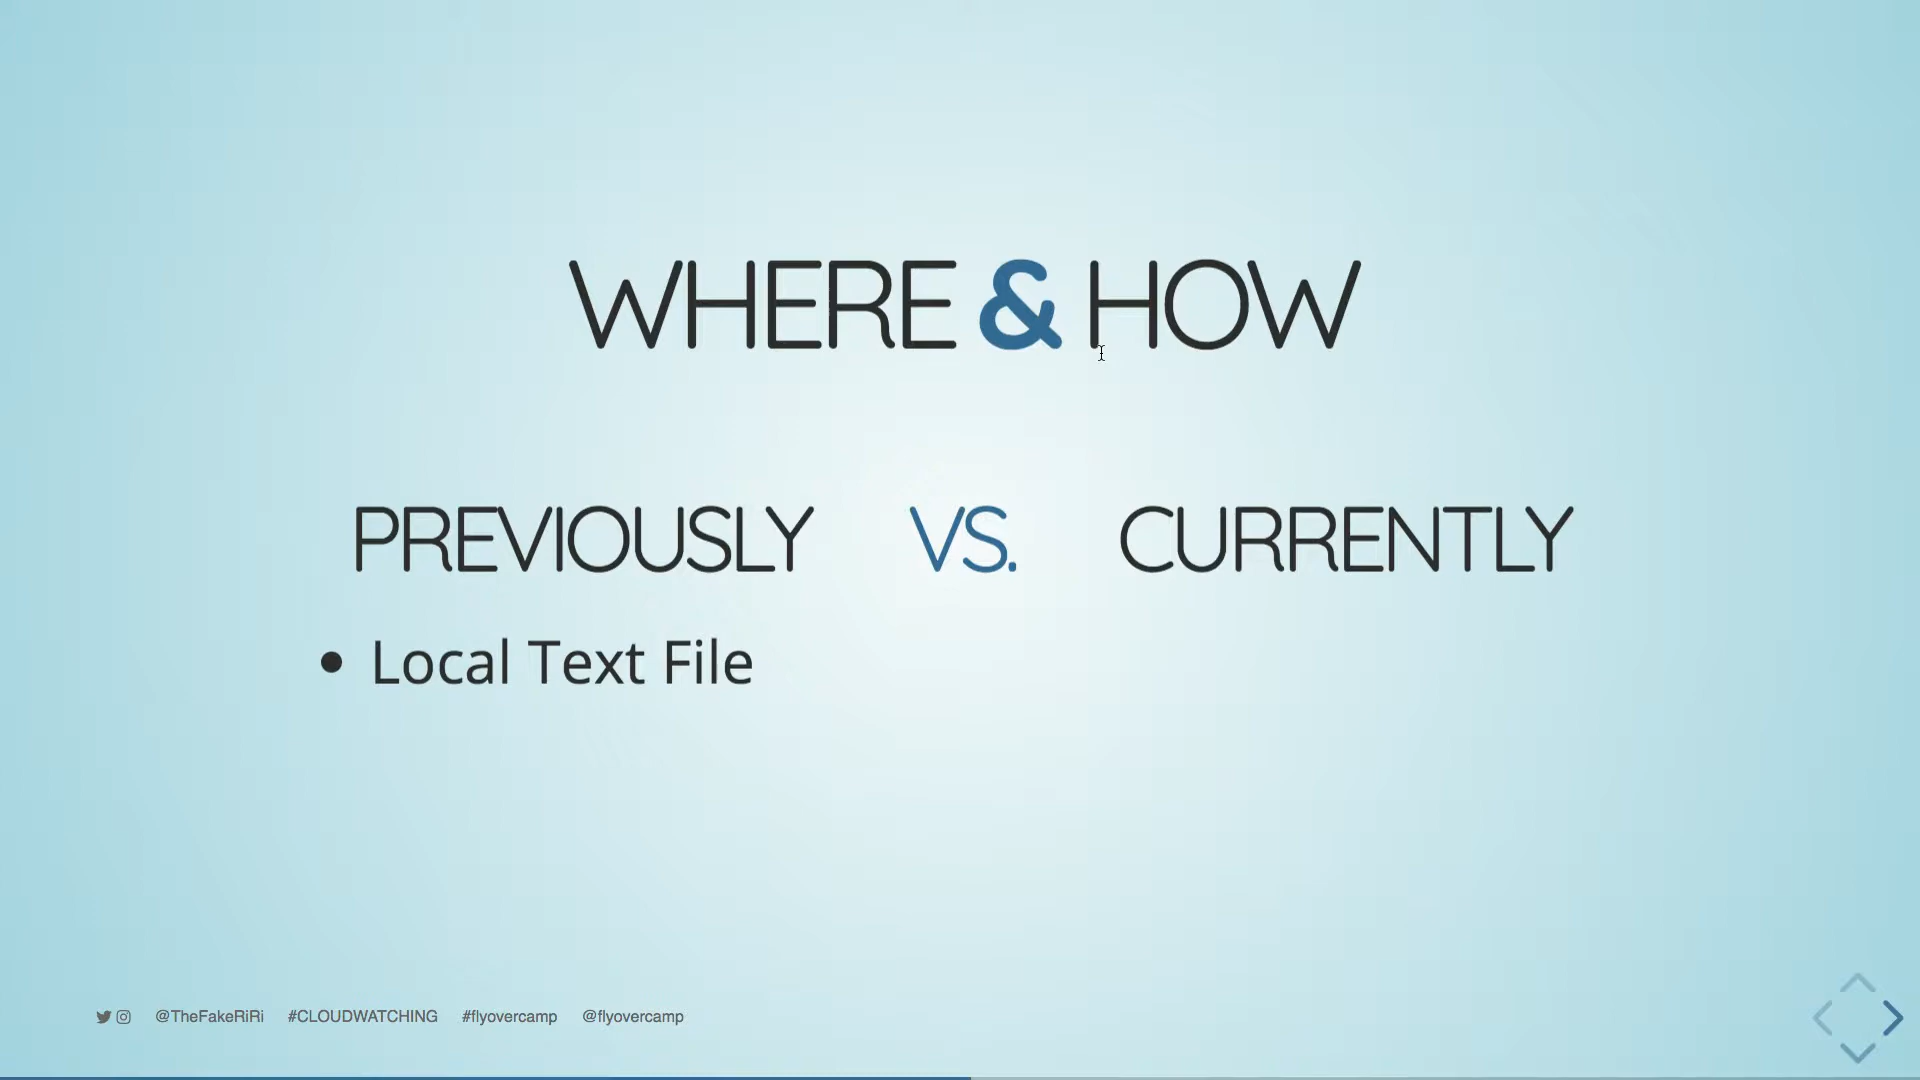 WHERE & HOW
PREVIOUSLY VS. CURRENTLY
• Local Text File
@TheFakeRiRi #CLOUDWATCHING #flyovercamp @flyovercamp